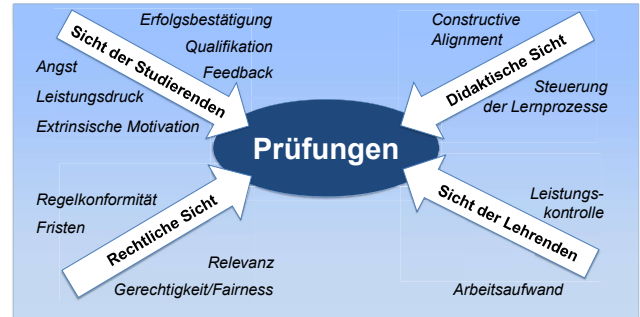 Erfolgsbestätigung
Qualifikation
Feedback
Sicht der Studierenden
Angst
Leistungsdruck
Extrinsische Motivation
Constructive
Alignment
Didaktische Sicht
Steuerung
der Lernprozesse
Prüfungen
Regelkonformität
Fristen
Rechtliche Sicht
Relevanz
Gerechtigkeit/Fairness
Leistungs-
kontrolle
Sicht der Lehrenden
Arbeitsaufwand